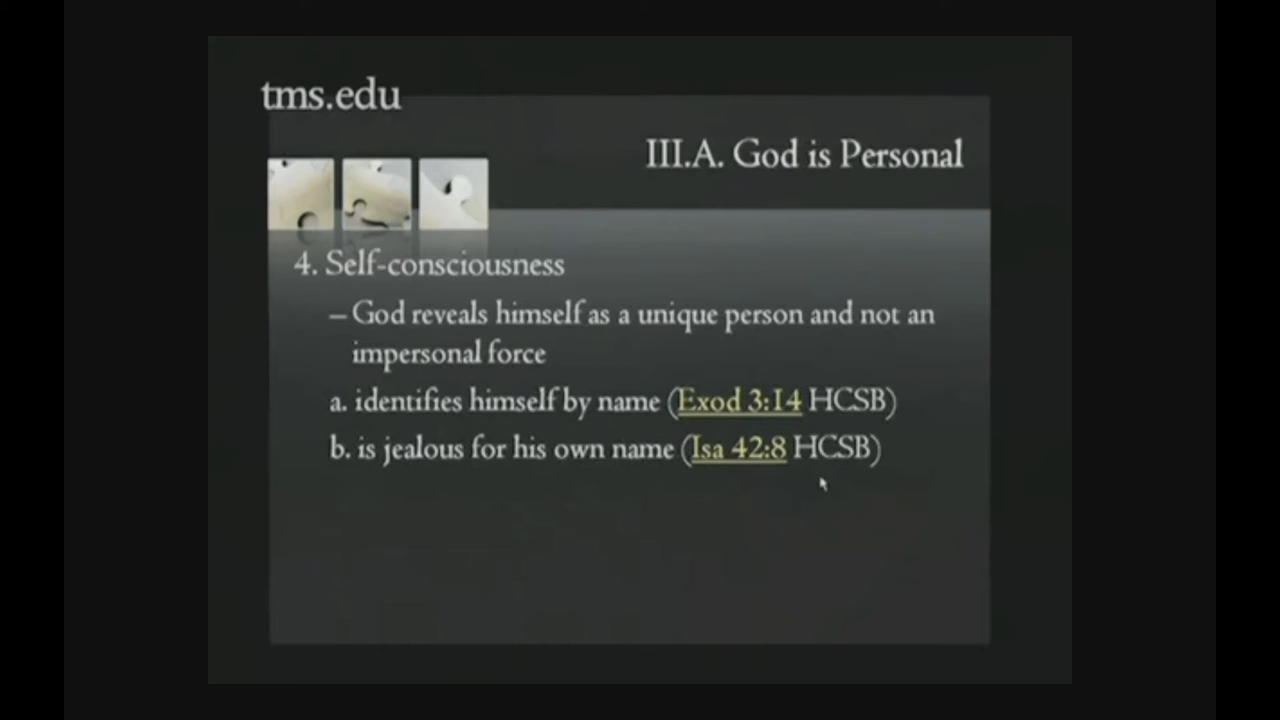 tms.edu
III.A. God is Personal
4. Self-consciousness
– God reveals himself as a unique person and not an
impersonal force
a. identifies himself by name (Exod 3:14 HCSB)
b. is jealous for his own name (Isa 42:8 HCSB)